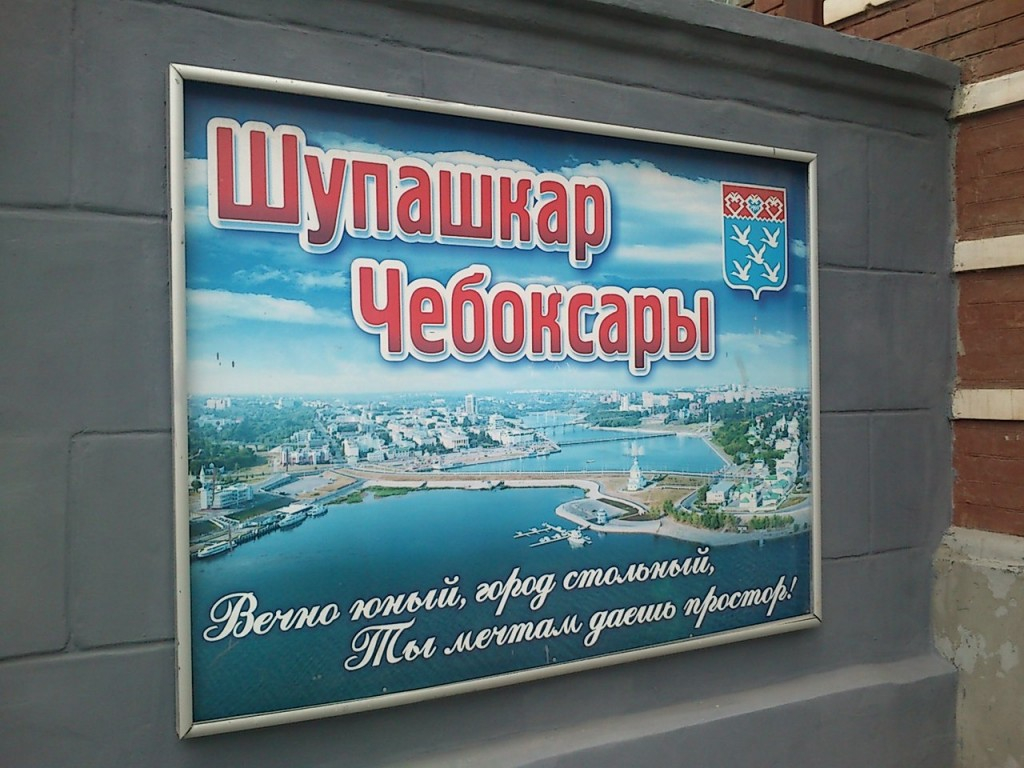 Шупашкар
Чебоксары
Вечно юный, город стольный,
Ты мечтам даешь простор!